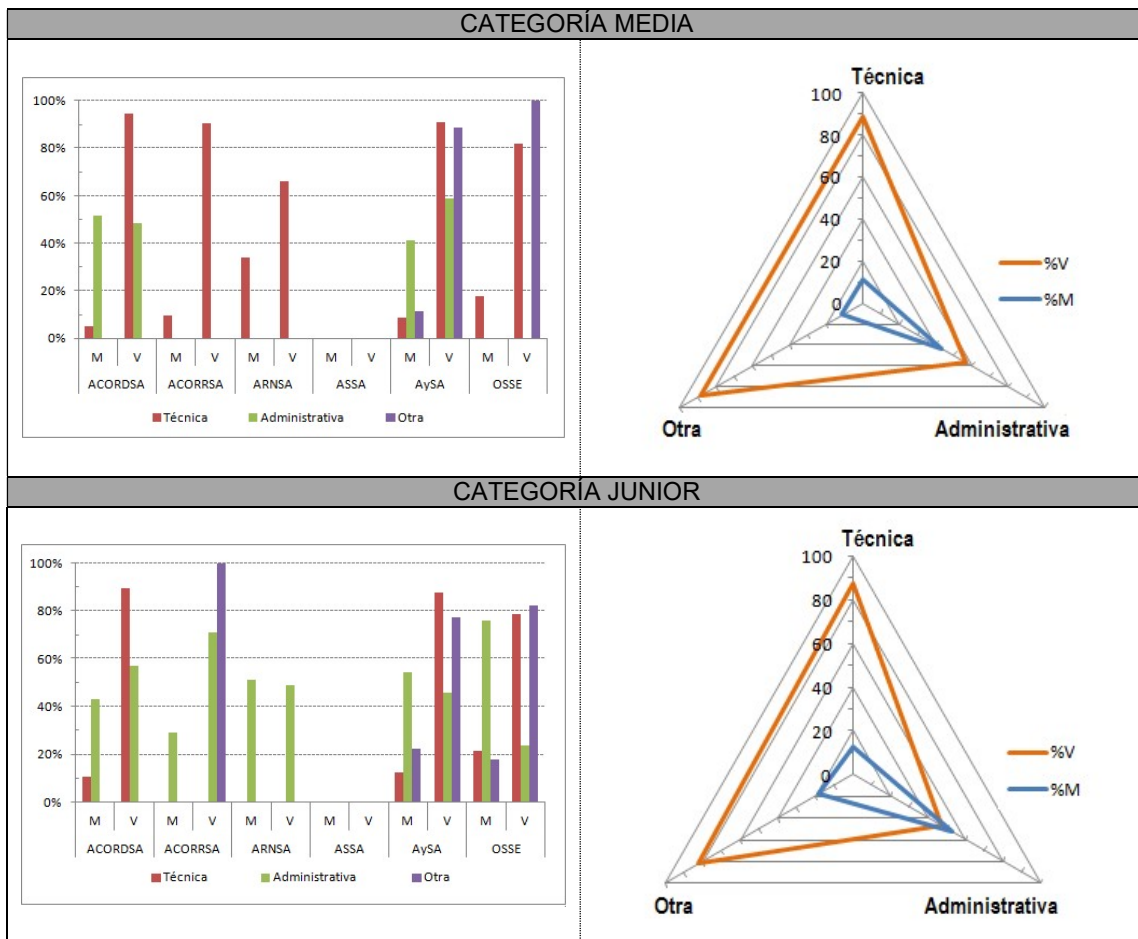 CATEGORÍA MEDIA
100%
80%
60%
40%
20%
0%
M V M V M V M V M V M V
ACORDSA ACORRSA ARNSA ASSA AySA OSSE
Técnica Administrativa Otra
Técnica
100
80
60
40
20
0
%V
%M
Otra Administrativa
CATEGORÍA JUNIOR
100%
80%
60%
40%
20%
0%
M V M V M V M V M V M V
ACORDSA ACORRSA ARNSA ASSA AySA OSSE
Técnica Administrativa Otra
Técnica
100
80
60
40
20
0
%V
%M
Otra Administrativa